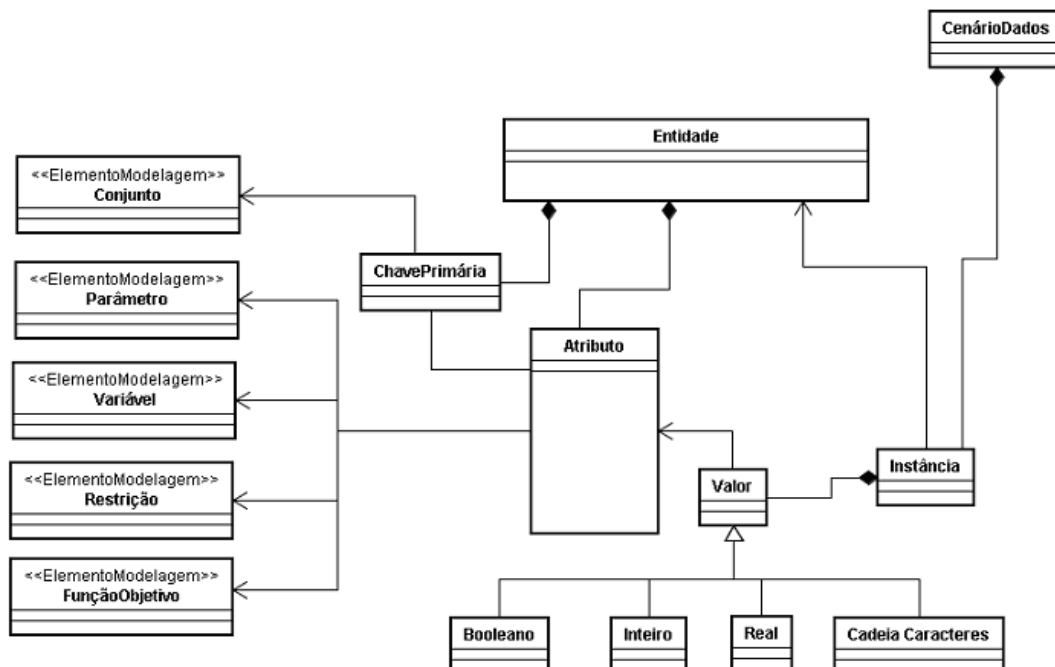 CenárioDados
Entidade
<<ElementoModelagem>>
Conjunto
ChavePrimária
<<ElementoModelagem>>
Parâmetro
Atributo
<<ElementoModelagem>>
Variável
<<ElementoModelagem>>
Restrição
Valor
Instância
<<ElementoModelagem>>
FunçãoObjetivo
Booleano
Inteiro
Real
Cadeia Caracteres